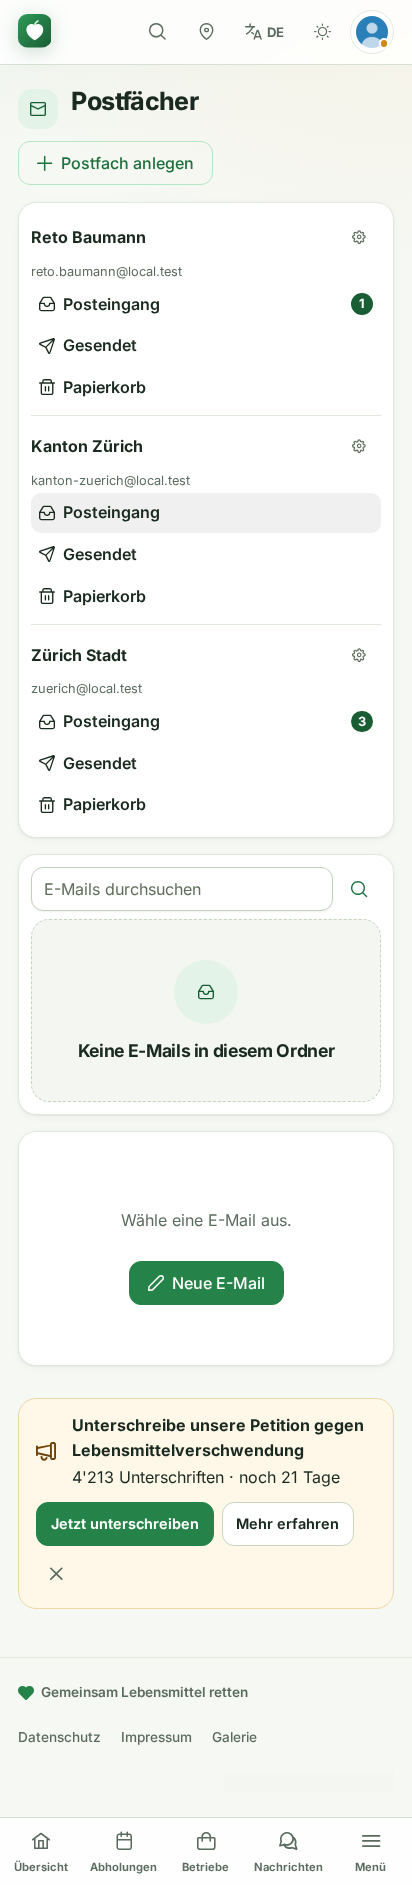 DE
Postfächer
Postfach anlegen
Reto Baumann
reto.baumann@local.test
Posteingang 1
Gesendet
Papierkorb
Kanton Zürich
kanton-zuerich@local.test
Posteingang
Gesendet
Papierkorb
Zürich Stadt
zuerich@local.test
Posteingang 3
Gesendet
Papierkorb
E-Mails durchsuchen
Keine E-Mails in diesem Ordner
Wähle eine E-Mail aus.
Neue E-Mail
Unterschreibe unsere Petition gegen
Lebensmittelverschwendung
4'213 Unterschriften · noch 21 Tage
Jetzt unterschreiben Mehr erfahren
Gemeinsam Lebensmittel retten
Datenschutz Impressum Galerie
Übersicht Abholungen Betriebe Nachrichten Menü